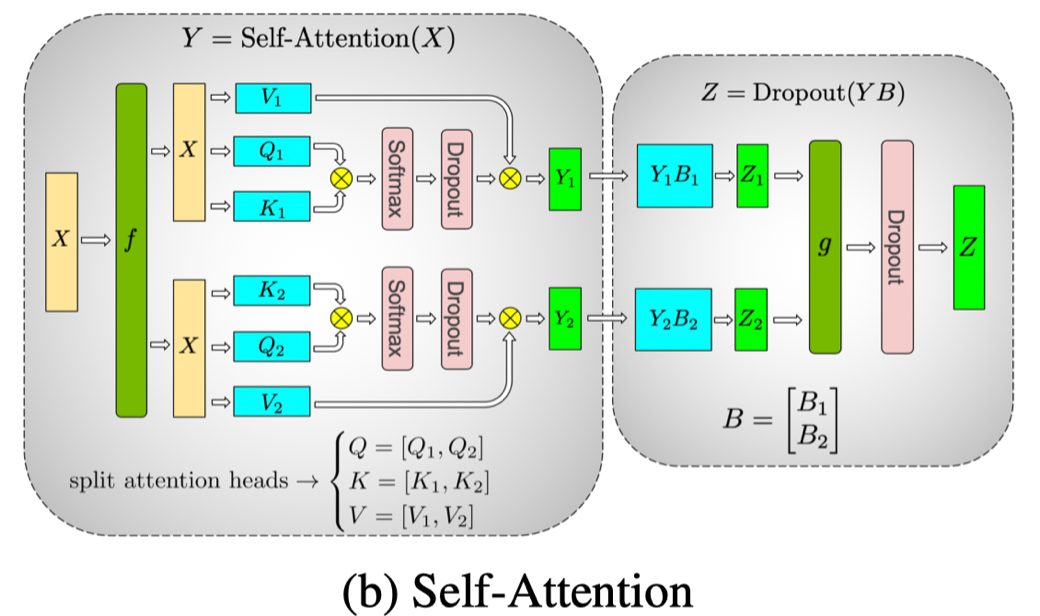 Y = Self-Attention(X)
Z = Dropout(Y B)
X
f
X
V₁
Q₁
K₁
Softmax
Dropout
Y₁
Y₁B₁
Z₁
X
K₂
Q₂
V₂
Softmax
Dropout
Y₂
Y₂B₂
Z₂
g
Dropout
Z
split attention heads → { Q = [Q₁, Q₂]
K = [K₁, K₂]
V = [V₁, V₂]
B = [B₁
B₂]
(b) Self-Attention